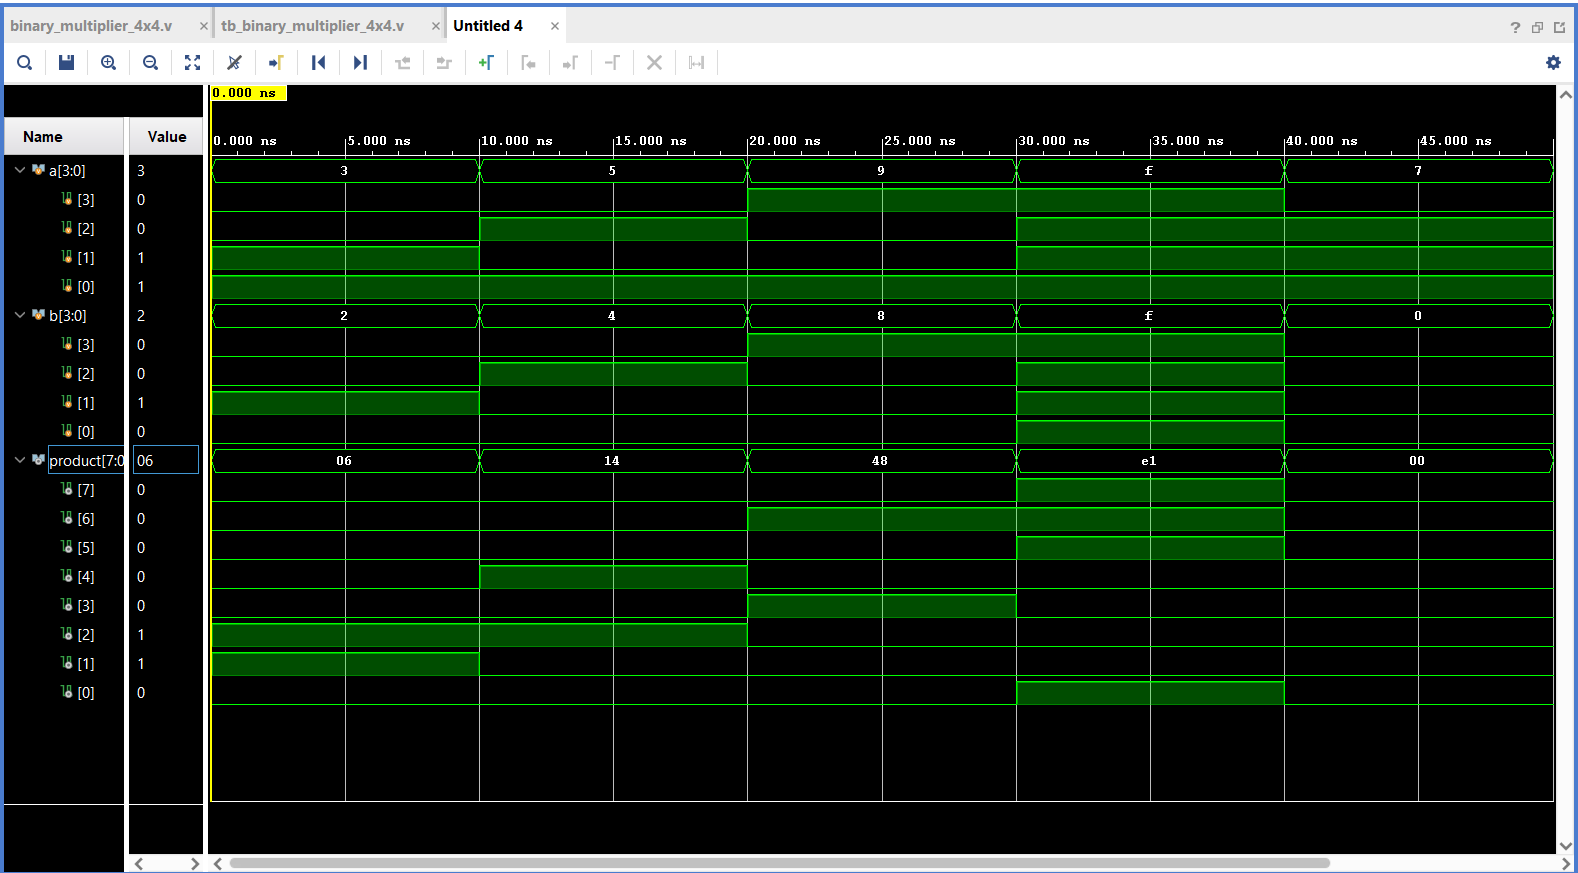 binary_multiplier_4x4.v × tb_binary_multiplier_4x4.v × Untitled 4 × ?
0.000 ns
Name Value 0.000 ns 5.000 ns 10.000 ns 15.000 ns 20.000 ns 25.000 ns 30.000 ns 35.000 ns 40.000 ns 45.000 ns
a[3:0] 3 3 5 9 f 7
[3] 0
[2] 0
[1] 1
[0] 1
b[3:0] 2 2 4 8 f 0
[3] 0
[2] 0
[1] 1
[0] 0
product[7:0 06 06 14 48 e1 00
[7] 0
[6] 0
[5] 0
[4] 0
[3] 0
[2] 1
[1] 1
[0] 0